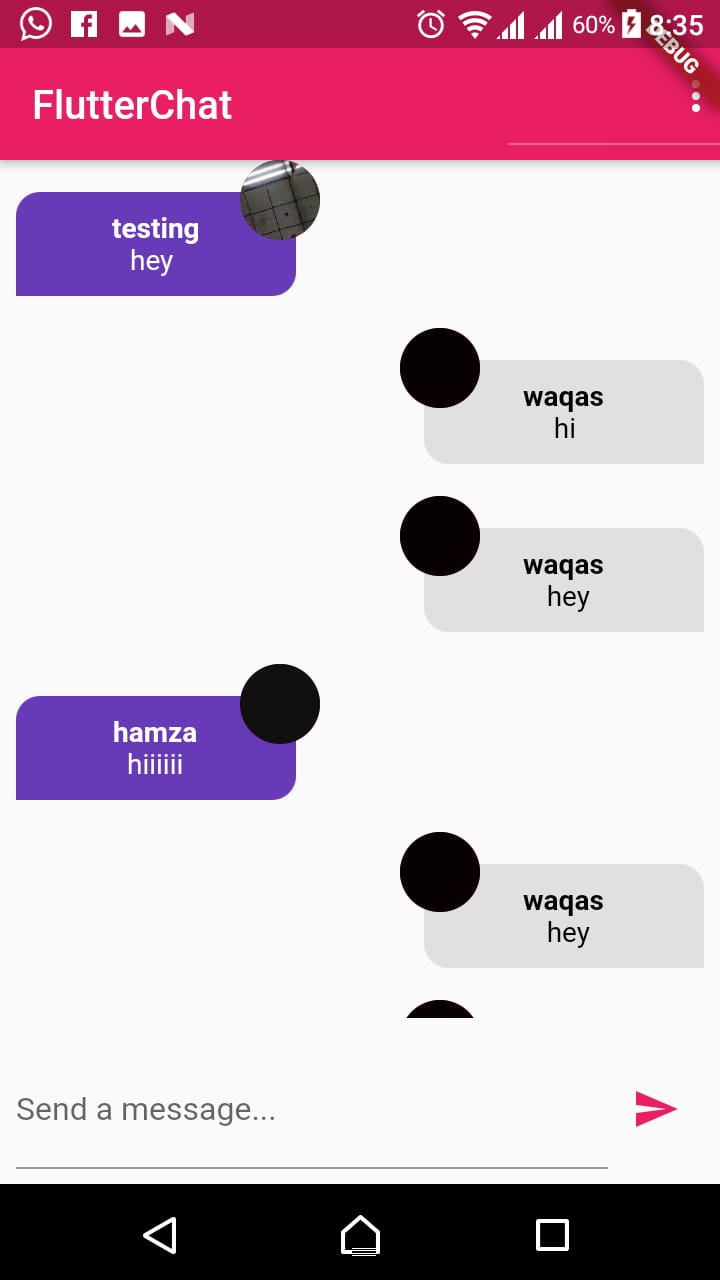 60% 8:35
DEBUG
FlutterChat
testing
hey
waqas
hi
waqas
hey
hamza
hiiiiii
waqas
hey
Send a message...